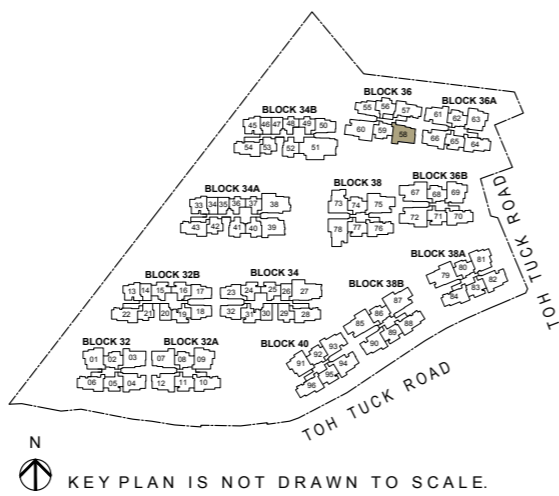 BLOCK 36
55 56 57
60 59 58
BLOCK 36A
61 62 63
66 65 64
BLOCK 34B
45 46 47 48 49 50
54 53 52 51
BLOCK 34A
33 34 35 36 37 38
43 42 41 40 39
BLOCK 38
73 74 75
78 77 76
BLOCK 36B
67 68 69
72 71 70
TOH TUCK ROAD
BLOCK 38A
79 80 81
84 83 82
BLOCK 32B
13 14 15 16 17
22 21 20 19 18
BLOCK 34
23 24 25 26 27
32 31 30 29 28
BLOCK 38B
85 86 87
90 89 88
BLOCK 32
01 02 03
06 05 04
BLOCK 32A
07 08 09
12 11 10
BLOCK 40
91 92 93
96 95 94
TOH TUCK ROAD
N
KEY PLAN IS NOT DRAWN TO SCALE.